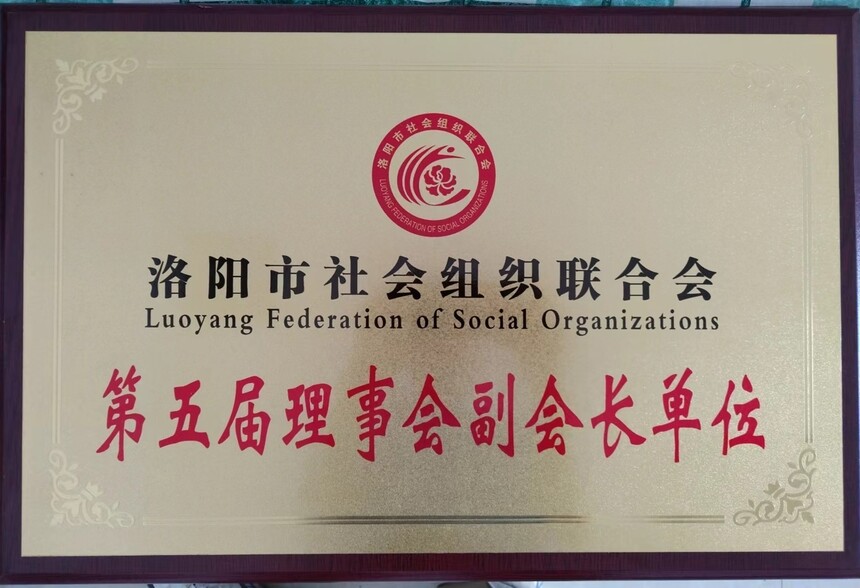 洛阳市社会组织联合会
LUOYANG FEDERATION OF SOCIAL ORGANIZATIONS
洛阳市社会组织联合会
Luoyang Federation of Social Organizations
第五届理事会副会长单位